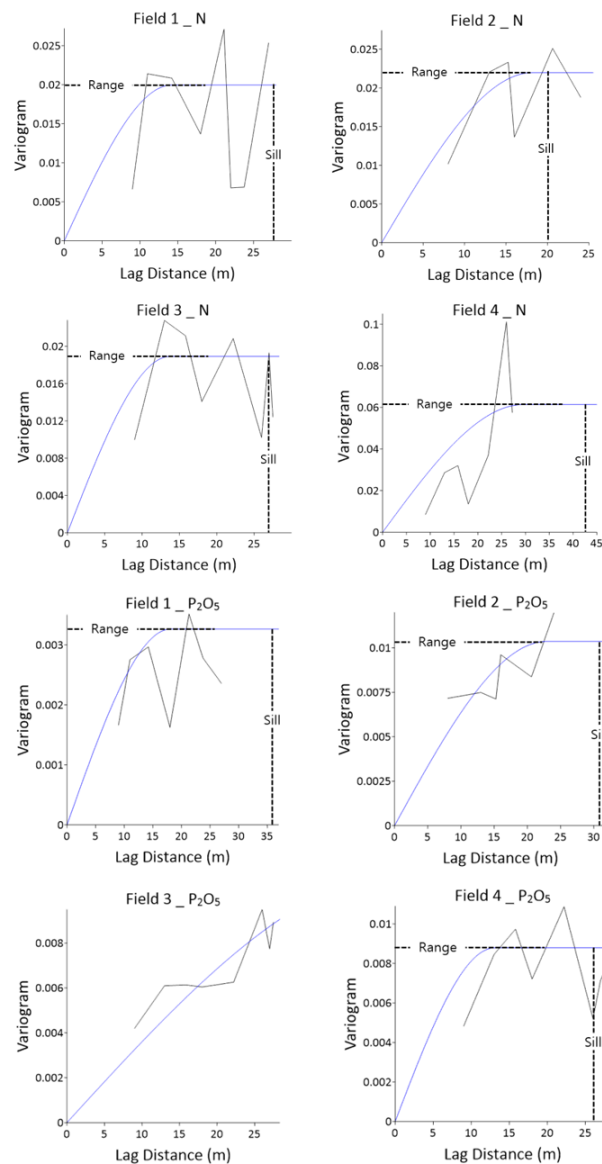 Field 1 _ N
Variogram
0.025
0.02
0.015
0.01
0.005
0
Range
Sill
0 5 10 15 20 25
Lag Distance (m)
Field 2 _ N
Variogram
0.025
0.02
0.015
0.01
0.005
0
Range
Sill
0 5 10 15 20 25
Lag Distance (m)
Field 3 _ N
Variogram
0.02
0.016
0.012
0.008
0.004
0
Range
Sill
0 5 10 15 20 25
Lag Distance (m)
Field 4 _ N
Variogram
0.1
0.08
0.06
0.04
0.02
0
Range
Sill
0 5 10 15 20 25 30 35 40 45
Lag Distance (m)
Field 1 _ P₂O₅
Variogram
0.003
0.002
0.001
0
Range
Sill
0 5 10 15 20 25 30 35
Lag Distance (m)
Field 2 _ P₂O₅
Variogram
0.01
0.0075
0.005
0.0025
0
Range
Si
0 5 10 15 20 25 30
Lag Distance (m)
Field 3 _ P₂O₅
Variogram
0.008
0.006
0.004
0.002
0
0 5 10 15 20 25
Lag Distance (m)
Field 4 _ P₂O₅
Variogram
0.01
0.008
0.006
0.004
0.002
0
Range
Sill
0 5 10 15 20 25
Lag Distance (m)